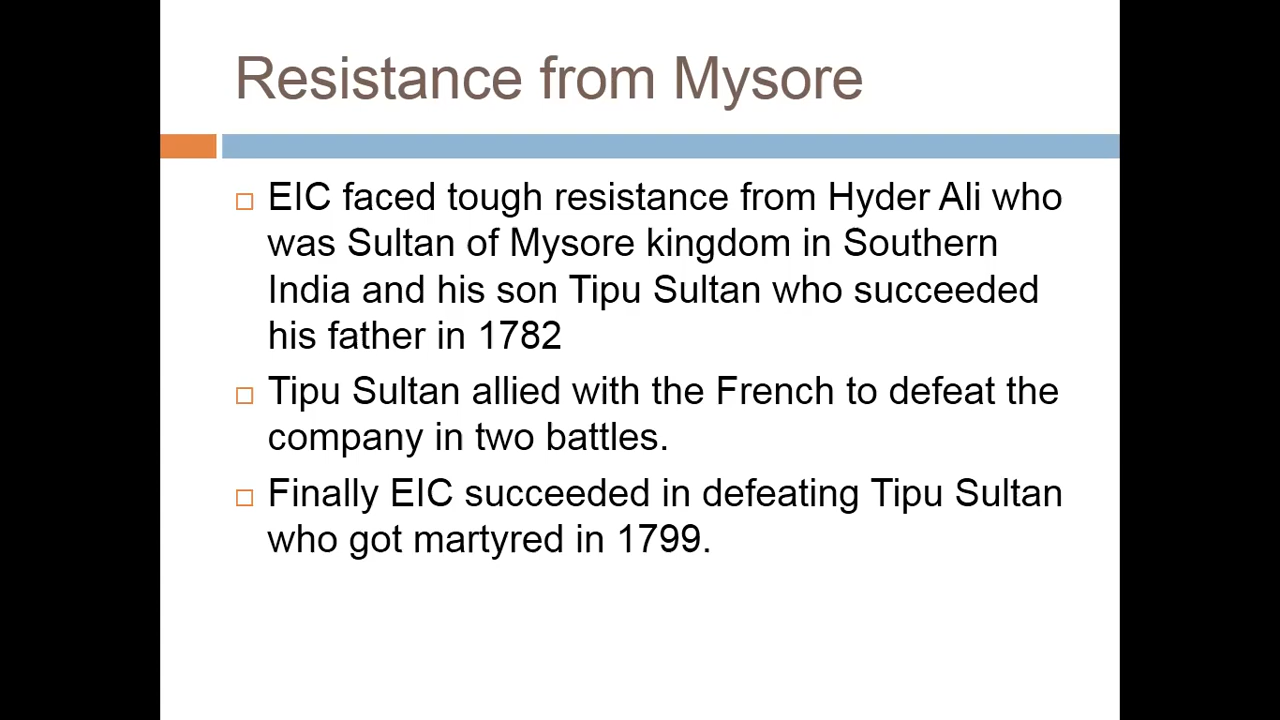 Resistance from Mysore
EIC faced tough resistance from Hyder Ali who
was Sultan of Mysore kingdom in Southern
India and his son Tipu Sultan who succeeded
his father in 1782
Tipu Sultan allied with the French to defeat the
company in two battles.
Finally EIC succeeded in defeating Tipu Sultan
who got martyred in 1799.